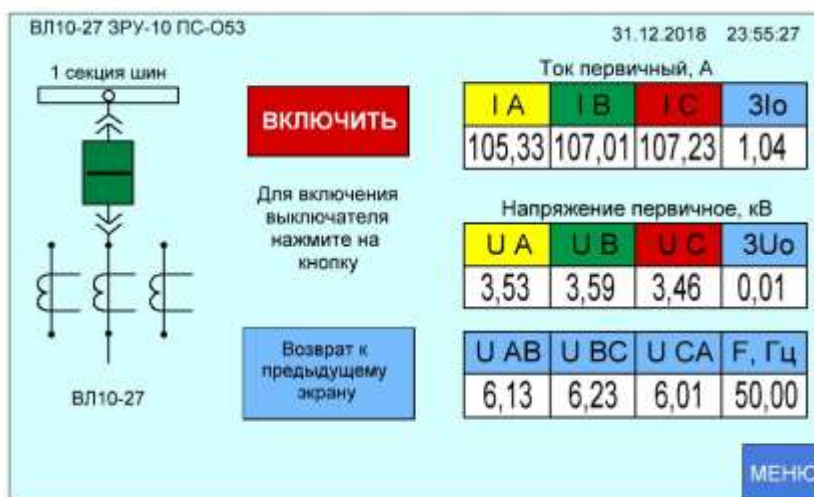 ВЛ10-27 ЗРУ-10 ПС-О53
31.12.2018 23:55:27
1 секция шин
ВКЛЮЧИТЬ
Для включения
выключателя
нажмите на
кнопку
Возврат к
предыдущему
экрану
ВЛ10-27
Ток первичный, А
I A I B I C 3Io
105,33 107,01 107,23 1,04
Напряжение первичное, кВ
U A U B U C 3Uo
3,53 3,59 3,46 0,01
U AB U BC U CA F, Гц
6,13 6,23 6,01 50,00
МЕНЮ